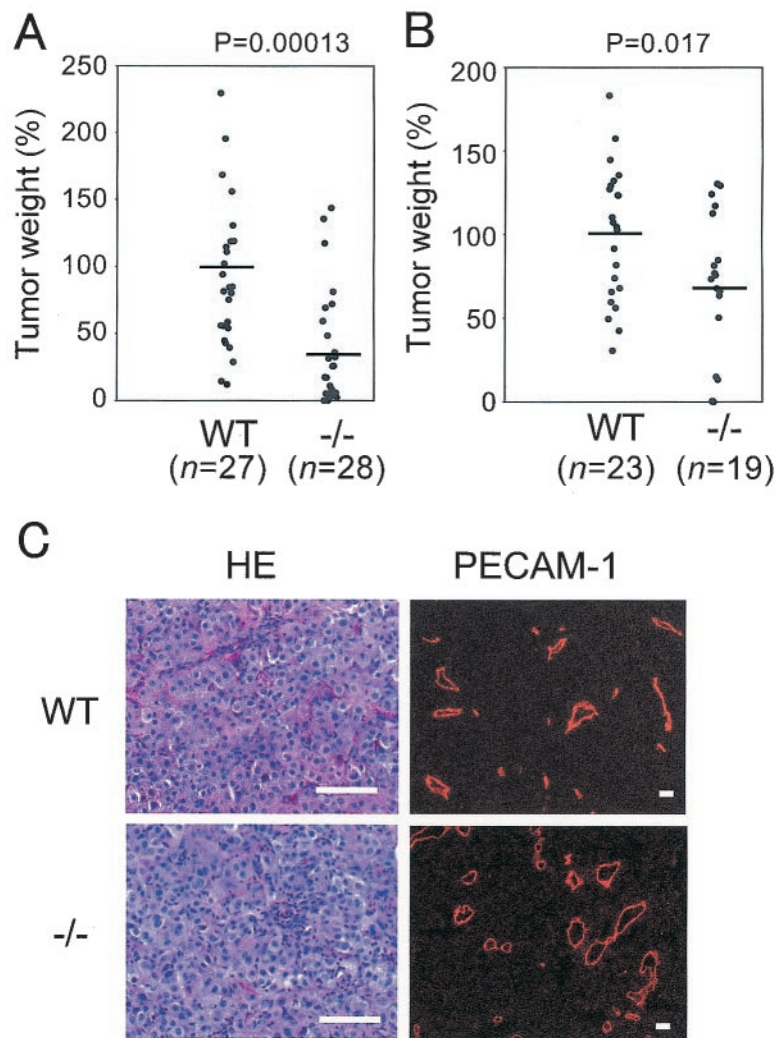 A
P=0.00013
Tumor weight (%)
250
200
150
100
50
0
WT
-/-
(n=27)
(n=28)
B
P=0.017
Tumor weight (%)
200
150
100
50
0
WT
-/-
(n=23)
(n=19)
C
HE
PECAM-1
WT
-/-